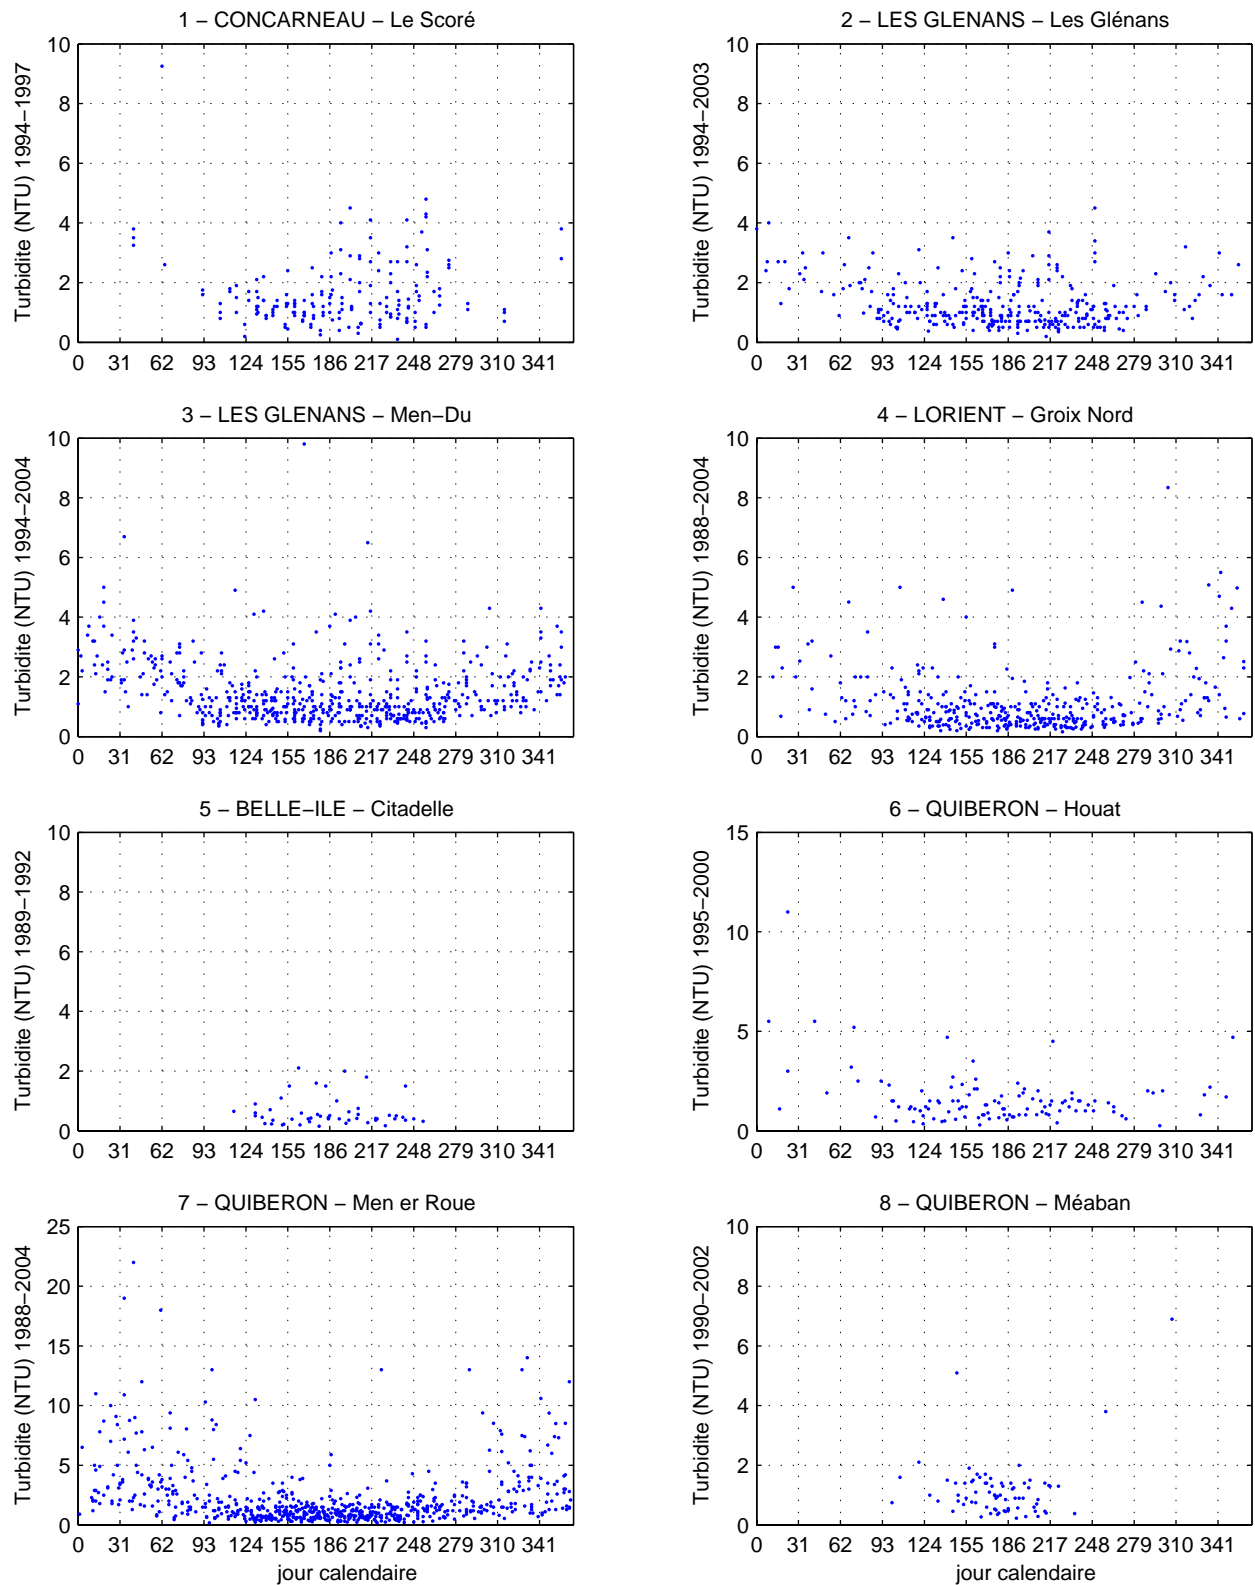 1 − CONCARNEAU − Le Scoré
Turbidite (NTU) 1994−1997
10
8
6
4
2
0
0 31 62 93 124 155 186 217 248 279 310 341
2 − LES GLENANS − Les Glénans
Turbidite (NTU) 1994−2003
10
8
6
4
2
0
0 31 62 93 124 155 186 217 248 279 310 341
3 − LES GLENANS − Men−Du
Turbidite (NTU) 1994−2004
10
8
6
4
2
0
0 31 62 93 124 155 186 217 248 279 310 341
4 − LORIENT − Groix Nord
Turbidite (NTU) 1988−2004
10
8
6
4
2
0
0 31 62 93 124 155 186 217 248 279 310 341
5 − BELLE−ILE − Citadelle
Turbidite (NTU) 1989−1992
10
8
6
4
2
0
0 31 62 93 124 155 186 217 248 279 310 341
6 − QUIBERON − Houat
Turbidite (NTU) 1995−2000
15
10
5
0
0 31 62 93 124 155 186 217 248 279 310 341
7 − QUIBERON − Men er Roue
Turbidite (NTU) 1988−2004
25
20
15
10
5
0
0 31 62 93 124 155 186 217 248 279 310 341
jour calendaire
8 − QUIBERON − Méaban
Turbidite (NTU) 1990−2002
10
8
6
4
2
0
0 31 62 93 124 155 186 217 248 279 310 341
jour calendaire